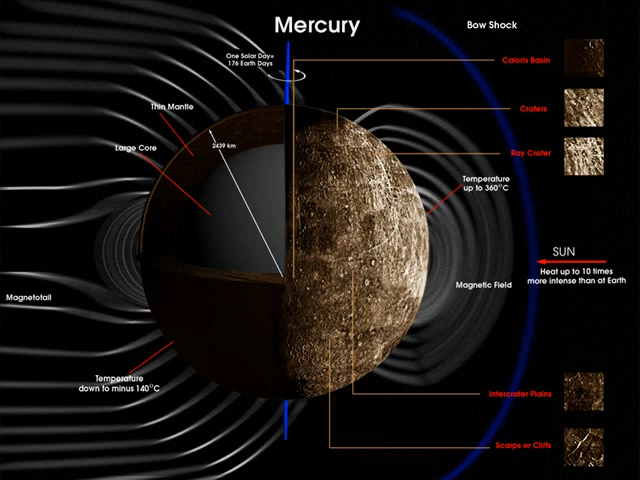 Mercury
Bow Shock
One Solar Day=
176 Earth Days
Caloris Basin
Thin Mantle
Craters
Large Core
2439 km
Ray Crater
Temperature
up to 360°C
SUN
Heat up to 10 times
more intense than at Earth
Magnetic Field
Magnetotail
Temperature
down to minus 140°C
Intercrater Plains
Scarps or Cliffs